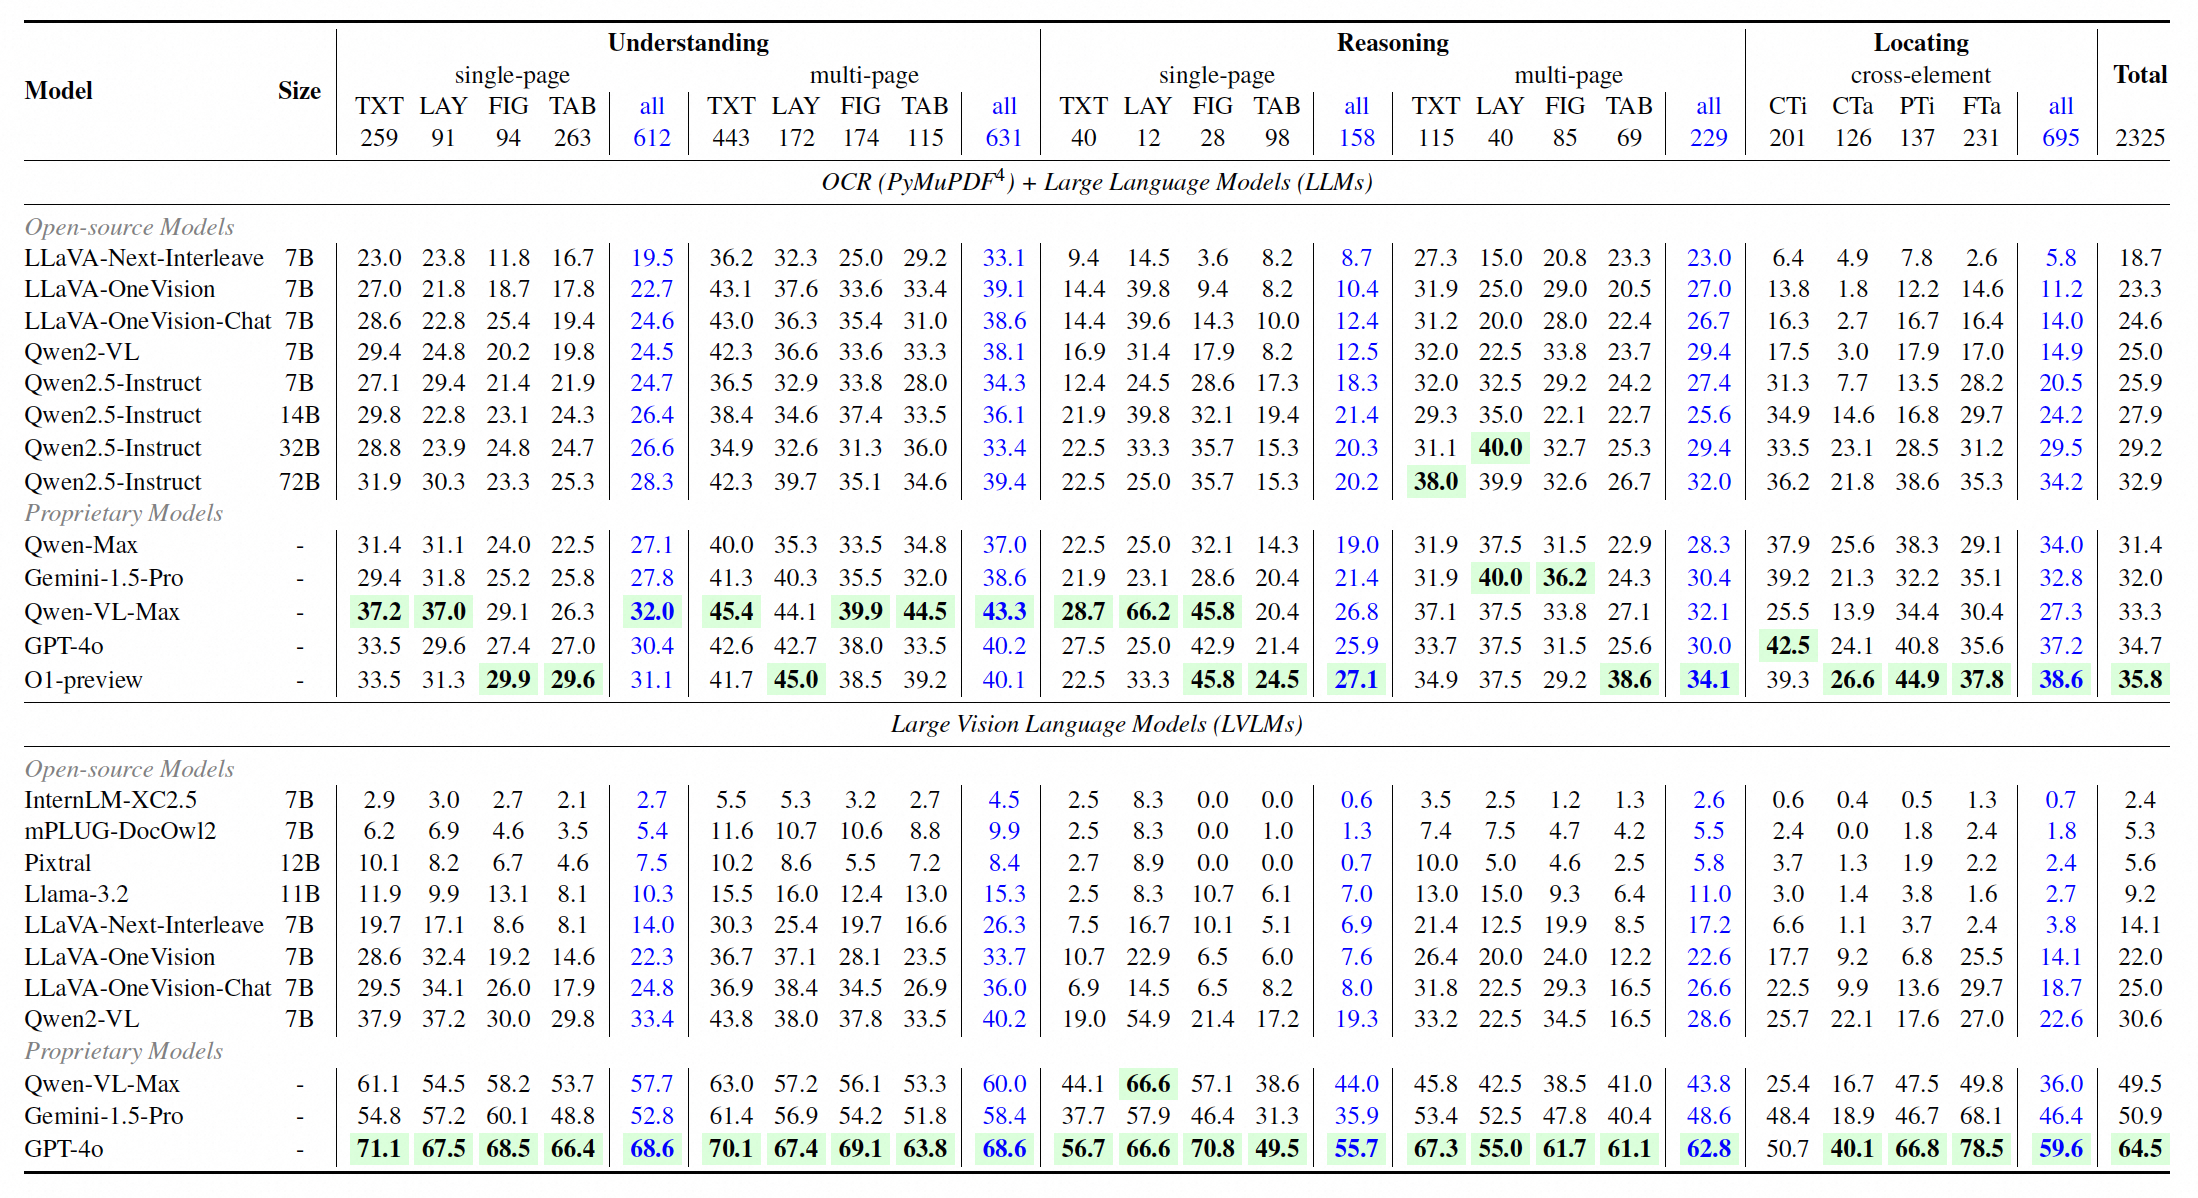 Understanding Reasoning Locating
Model Size single-page multi-page single-page multi-page cross-element Total
TXT LAY FIG TAB all TXT LAY FIG TAB all TXT LAY FIG TAB all TXT LAY FIG TAB all CTi CTa PTi FTa all
259 91 94 263 612 443 172 174 115 631 40 12 28 98 158 115 40 85 69 229 201 126 137 231 695 2325
OCR (PyMuPDF4) + Large Language Models (LLMs)
Open-source Models
LLaVA-Next-Interleave 7B 23.0 23.8 11.8 16.7 19.5 36.2 32.3 25.0 29.2 33.1 9.4 14.5 3.6 8.2 8.7 27.3 15.0 20.8 23.3 23.0 6.4 4.9 7.8 2.6 5.8 18.7
LLaVA-OneVision 7B 27.0 21.8 18.7 17.8 22.7 43.1 37.6 33.6 33.4 39.1 14.4 39.8 9.4 8.2 10.4 31.9 25.0 29.0 20.5 27.0 13.8 1.8 12.2 14.6 11.2 23.3
LLaVA-OneVision-Chat 7B 28.6 22.8 25.4 19.4 24.6 43.0 36.3 35.4 31.0 38.6 14.4 39.6 14.3 10.0 12.4 31.2 20.0 28.0 22.4 26.7 16.3 2.7 16.7 16.4 14.0 24.6
Qwen2-VL 7B 29.4 24.8 20.2 19.8 24.5 42.3 36.6 33.6 33.3 38.1 16.9 31.4 17.9 8.2 12.5 32.0 22.5 33.8 23.7 29.4 17.5 3.0 17.9 17.0 14.9 25.0
Qwen2.5-Instruct 7B 27.1 29.4 21.4 21.9 24.7 36.5 32.9 33.8 28.0 34.3 12.4 24.5 28.6 17.3 18.3 32.0 32.5 29.2 24.2 27.4 31.3 7.7 13.5 28.2 20.5 25.9
Qwen2.5-Instruct 14B 29.8 22.8 23.1 24.3 26.4 38.4 34.6 37.4 33.5 36.1 21.9 39.8 32.1 19.4 21.4 29.3 35.0 22.1 22.7 25.6 34.9 14.6 16.8 29.7 24.2 27.9
Qwen2.5-Instruct 32B 28.8 23.9 24.8 24.7 26.6 34.9 32.6 31.3 36.0 33.4 22.5 33.3 35.7 15.3 20.3 31.1 40.0 32.7 25.3 29.4 33.5 23.1 28.5 31.2 29.5 29.2
Qwen2.5-Instruct 72B 31.9 30.3 23.3 25.3 28.3 42.3 39.7 35.1 34.6 39.4 22.5 25.0 35.7 15.3 20.2 38.0 39.9 32.6 26.7 32.0 36.2 21.8 38.6 35.3 34.2 32.9
Proprietary Models
Qwen-Max - 31.4 31.1 24.0 22.5 27.1 40.0 35.3 33.5 34.8 37.0 22.5 25.0 32.1 14.3 19.0 31.9 37.5 31.5 22.9 28.3 37.9 25.6 38.3 29.1 34.0 31.4
Gemini-1.5-Pro - 29.4 31.8 25.2 25.8 27.8 41.3 40.3 35.5 32.0 38.6 21.9 23.1 28.6 20.4 21.4 31.9 40.0 36.2 24.3 30.4 39.2 21.3 32.2 35.1 32.8 32.0
Qwen-VL-Max - 37.2 37.0 29.1 26.3 32.0 45.4 44.1 39.9 44.5 43.3 28.7 66.2 45.8 20.4 26.8 37.1 37.5 33.8 27.1 32.1 25.5 13.9 34.4 30.4 27.3 33.3
GPT-4o - 33.5 29.6 27.4 27.0 30.4 42.6 42.7 38.0 33.5 40.2 27.5 25.0 42.9 21.4 25.9 33.7 37.5 31.5 25.6 30.0 42.5 24.1 40.8 35.6 37.2 34.7
O1-preview - 33.5 31.3 29.9 29.6 31.1 41.7 45.0 38.5 39.2 40.1 22.5 33.3 45.8 24.5 27.1 34.9 37.5 29.2 38.6 34.1 39.3 26.6 44.9 37.8 38.6 35.8
Large Vision Language Models (LVLMs)
Open-source Models
InternLM-XC2.5 7B 2.9 3.0 2.7 2.1 2.7 5.5 5.3 3.2 2.7 4.5 2.5 8.3 0.0 0.0 0.6 3.5 2.5 1.2 1.3 2.6 0.6 0.4 0.5 1.3 0.7 2.4
mPLUG-DocOwl2 7B 6.2 6.9 4.6 3.5 5.4 11.6 10.7 10.6 8.8 9.9 2.5 8.3 0.0 1.0 1.3 7.4 7.5 4.7 4.2 5.5 2.4 0.0 1.8 2.4 1.8 5.3
Pixtral 12B 10.1 8.2 6.7 4.6 7.5 10.2 8.6 5.5 7.2 8.4 2.7 8.9 0.0 0.0 0.7 10.0 5.0 4.6 2.5 5.8 3.7 1.3 1.9 2.2 2.4 5.6
Llama-3.2 11B 11.9 9.9 13.1 8.1 10.3 15.5 16.0 12.4 13.0 15.3 2.5 8.3 10.7 6.1 7.0 13.0 15.0 9.3 6.4 11.0 3.0 1.4 3.8 1.6 2.7 9.2
LLaVA-Next-Interleave 7B 19.7 17.1 8.6 8.1 14.0 30.3 25.4 19.7 16.6 26.3 7.5 16.7 10.1 5.1 6.9 21.4 12.5 19.9 8.5 17.2 6.6 1.1 3.7 2.4 3.8 14.1
LLaVA-OneVision 7B 28.6 32.4 19.2 14.6 22.3 36.7 37.1 28.1 23.5 33.7 10.7 22.9 6.5 6.0 7.6 26.4 20.0 24.0 12.2 22.6 17.7 9.2 6.8 25.5 14.1 22.0
LLaVA-OneVision-Chat 7B 29.5 34.1 26.0 17.9 24.8 36.9 38.4 34.5 26.9 36.0 6.9 14.5 6.5 8.2 8.0 31.8 22.5 29.3 16.5 26.6 22.5 9.9 13.6 29.7 18.7 25.0
Qwen2-VL 7B 37.9 37.2 30.0 29.8 33.4 43.8 38.0 37.8 33.5 40.2 19.0 54.9 21.4 17.2 19.3 33.2 22.5 34.5 16.5 28.6 25.7 22.1 17.6 27.0 22.6 30.6
Proprietary Models
Qwen-VL-Max - 61.1 54.5 58.2 53.7 57.7 63.0 57.2 56.1 53.3 60.0 44.1 66.6 57.1 38.6 44.0 45.8 42.5 38.5 41.0 43.8 25.4 16.7 47.5 49.8 36.0 49.5
Gemini-1.5-Pro - 54.8 57.2 60.1 48.8 52.8 61.4 56.9 54.2 51.8 58.4 37.7 57.9 46.4 31.3 35.9 53.4 52.5 47.8 40.4 48.6 48.4 18.9 46.7 68.1 46.4 50.9
GPT-4o - 71.1 67.5 68.5 66.4 68.6 70.1 67.4 69.1 63.8 68.6 56.7 66.6 70.8 49.5 55.7 67.3 55.0 61.7 61.1 62.8 50.7 40.1 66.8 78.5 59.6 64.5